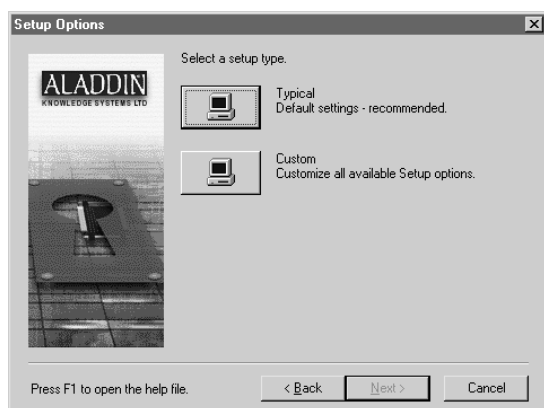 Setup Options
Select a setup type.
ALADDIN
KNOWLEDGE SYSTEMS LTD
Typical
Default settings - recommended.
Custom
Customize all available Setup options.
Press F1 to open the help file.
< Back
Next >
Cancel